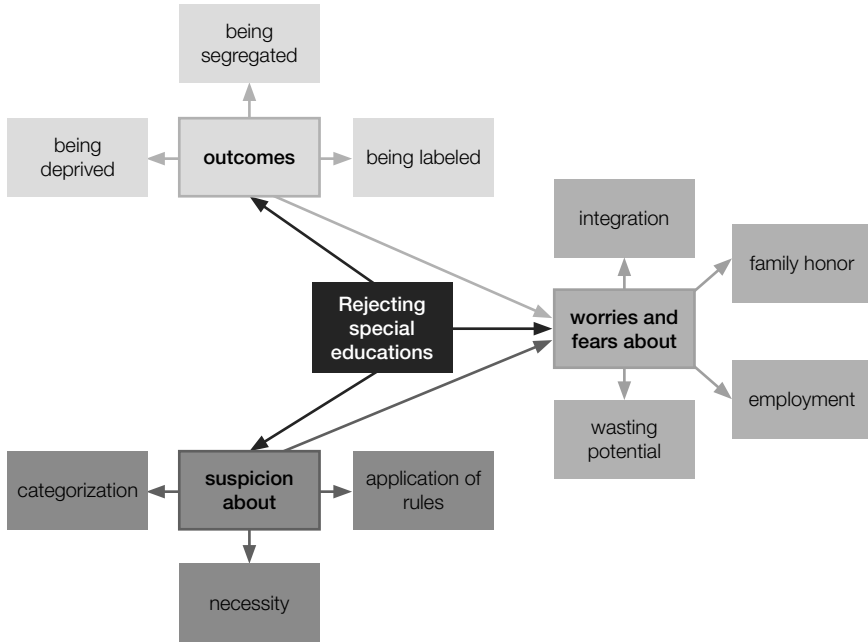 being
segregated
being
deprived
outcomes
being labeled
integration
family honor
Rejecting
special
educations
worries and
fears about
employment
wasting
potential
categorization
suspicion
about
application of
rules
necessity